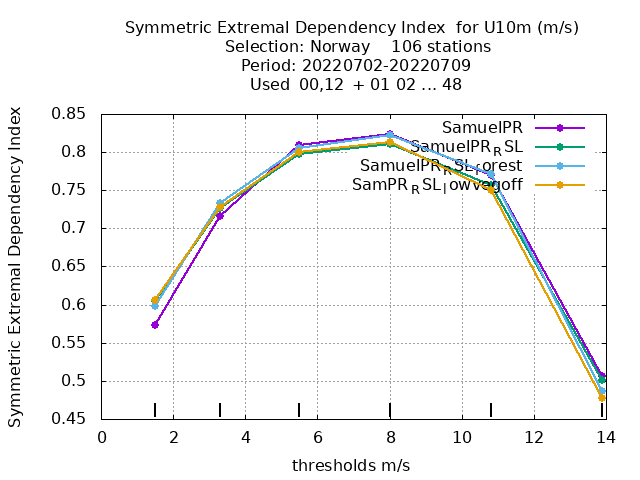 Symmetric Extremal Dependency Index for U10m (m/s)
Selection: Norway 106 stations
Period: 20220702-20220709
Used 00,12 + 01 02 ... 48
Symmetric Extremal Dependency Index
0.85
0.8
0.75
0.7
0.65
0.6
0.55
0.5
0.45
SamuelPR
SamuelPR_RSL
SamuelPR_RSL_forest
SamPR_RSL_lowvegoff
0 2 4 6 8 10 12 14
thresholds m/s